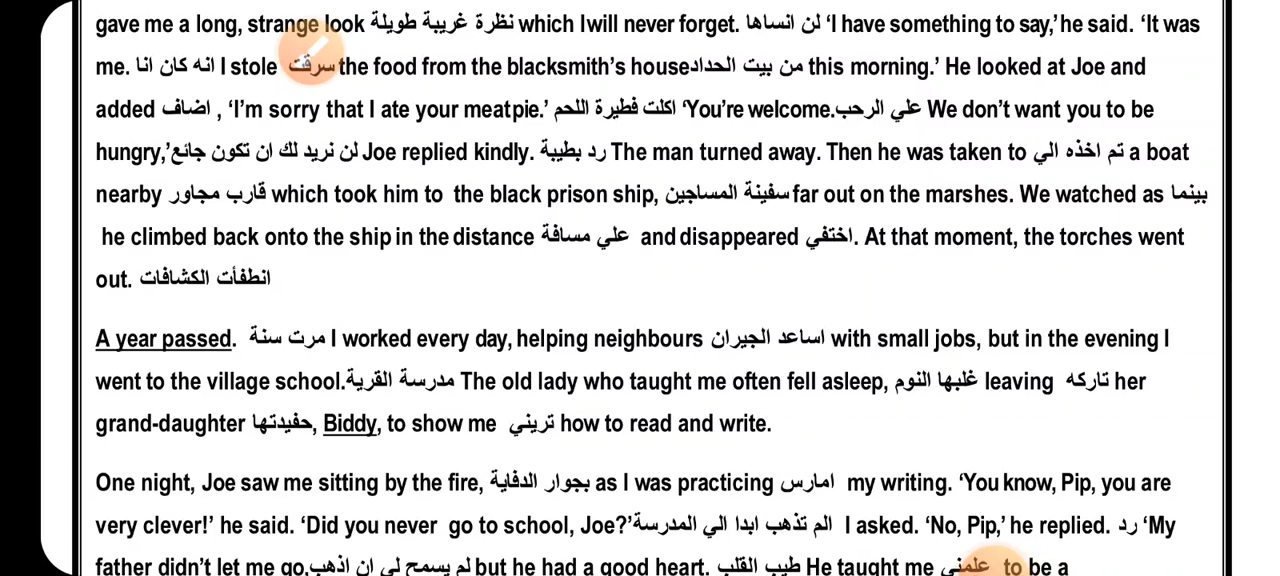 gave me a long, strange look نظرة غريبة طويلة which Iwill never forget. لن انساها ‘I have something to say,’ he said. ‘It was
me. انه كان انا I stole سرقت the food from the blacksmith’s house من بيت الحداد this morning.’ He looked at Joe and
added اضاف , ‘I’m sorry that I ate your meatpie.’ اكلت فطيرة اللحم ‘You’re welcome. علي الرحب We don’t want you to be
hungry,’ لن نريد لك ان تكون جائع Joe replied kindly. رد بطيبة The man turned away. Then he was taken to تم اخذه الي a boat
nearby قارب مجاور which took him to the black prison ship, سفينة المساجين far out on the marshes. We watched as بينما
he climbed back onto the ship in the distance علي مسافة and disappeared اختفي. At that moment, the torches went
out. انطفأت الكشافات
A year passed. مرت سنة I worked every day, helping neighbours اساعد الجيران with small jobs, but in the evening I
went to the village school. مدرسة القرية The old lady who taught me often fell asleep, غلبها النوم leaving تاركه her
grand-daughter حفيدتها, Biddy, to show me تريني how to read and write.
One night, Joe saw me sitting by the fire, بجوار الدفاية as I was practicing امارس my writing. ‘You know, Pip, you are
very clever!’ he said. ‘Did you never go to school, Joe?’ الم تذهب ابدا الي المدرسة I asked. ‘No, Pip,’ he replied. رد ‘My
father didn’t let me go, لم يسمح لي ان اذهب but he had a good heart. طيب القلب He taught me علمني to be a